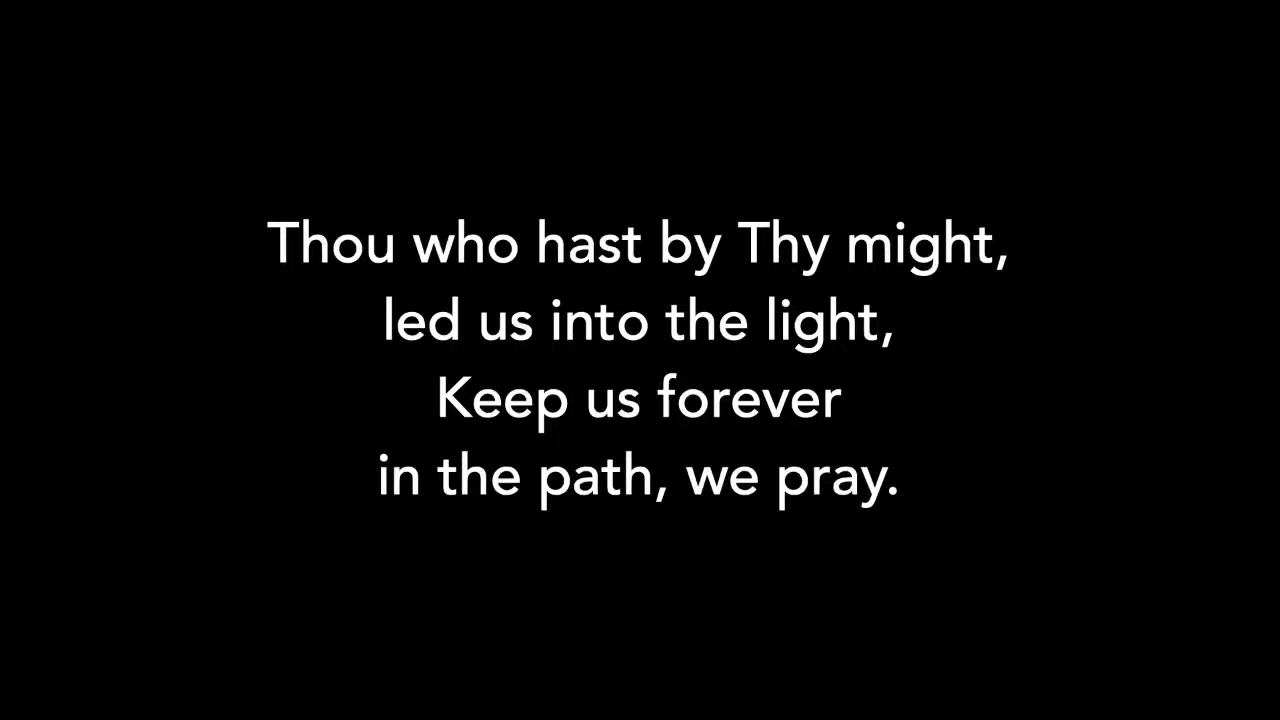 Thou who hast by Thy might,
led us into the light,
Keep us forever
in the path, we pray.